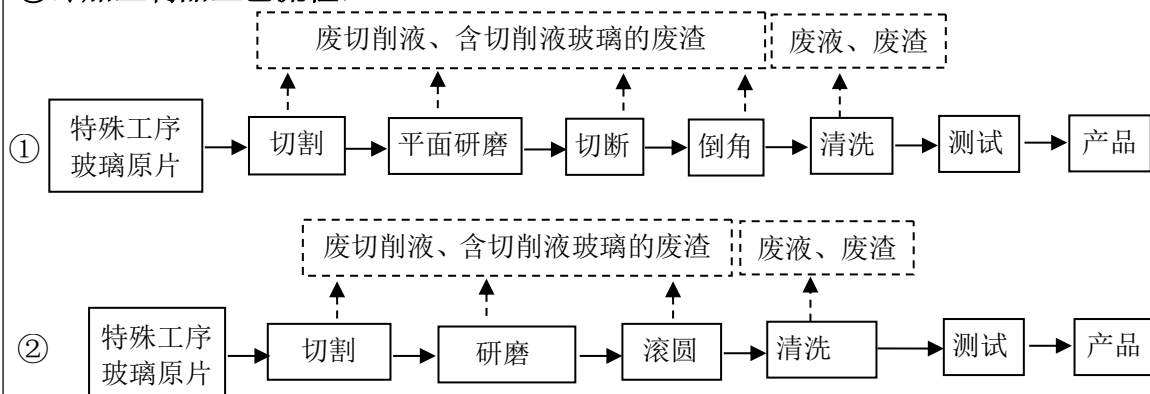 废切削液、含切削液玻璃的废渣 废液、废渣
① 特殊工序 玻璃原片 切割 平面研磨 切断 倒角 清洗 测试 产品
废切削液、含切削液玻璃的废渣 废液、废渣
② 特殊工序 玻璃原片 切割 研磨 滚圆 清洗 测试 产品